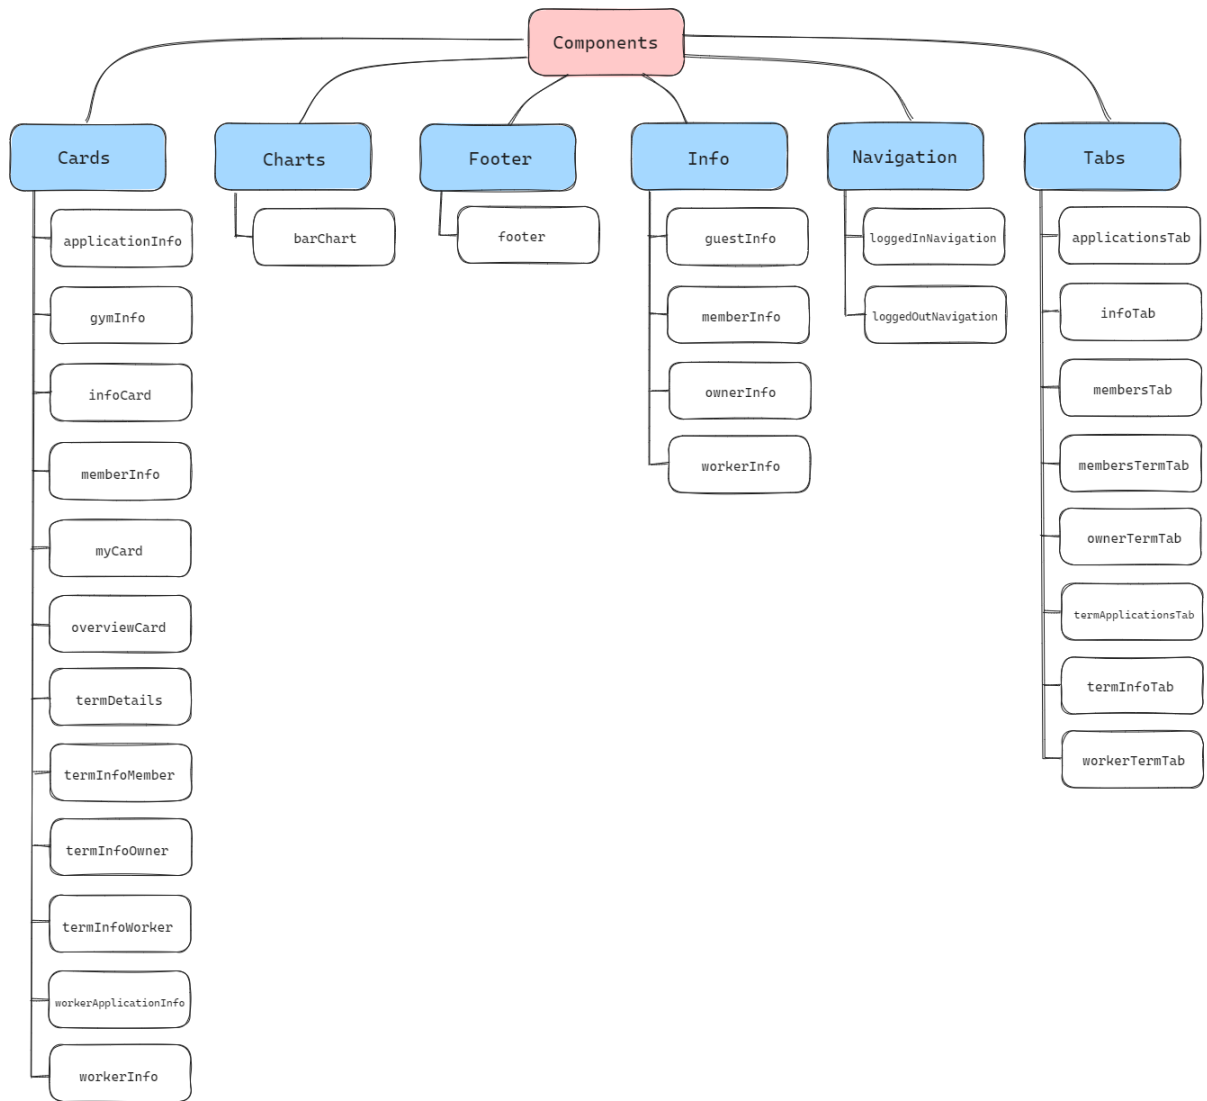 Components
Cards
Charts
Footer
Info
Navigation
Tabs
applicationInfo
gymInfo
infoCard
memberInfo
myCard
overviewCard
termDetails
termInfoMember
termInfoOwner
termInfoWorker
workerApplicationInfo
workerInfo
barChart
footer
guestInfo
memberInfo
ownerInfo
workerInfo
loggedInNavigation
loggedOutNavigation
applicationsTab
infoTab
membersTab
membersTermTab
ownerTermTab
termApplicationsTab
termInfoTab
workerTermTab